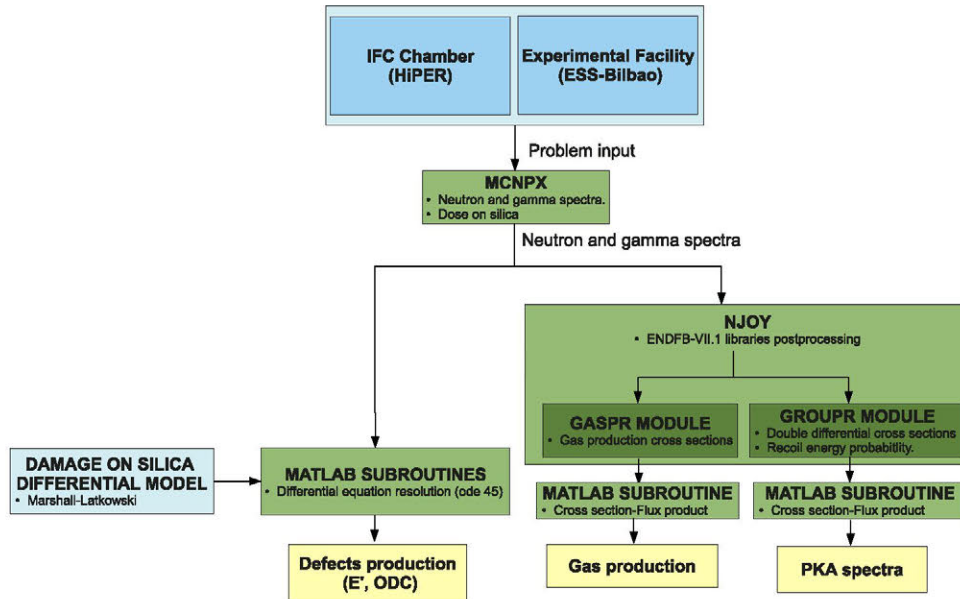 IFC Chamber
(HiPER)
Experimental Facility
(ESS-Bilbao)
Problem input
MCNPX
• Neutron and gamma spectra.
• Dose on silica
Neutron and gamma spectra
NJOY
• ENDFB-VII.1 libraries postprocessing
GASPR MODULE
• Gas production cross sections
GROUPR MODULE
• Double differential cross sections
• Recoil energy probabitlity.
DAMAGE ON SILICA
DIFFERENTIAL MODEL
• Marshall-Latkowski
MATLAB SUBROUTINES
• Differential equation resolution (ode 45)
MATLAB SUBROUTINE
• Cross section-Flux product
MATLAB SUBROUTINE
• Cross section-Flux product
Defects production
(E', ODC)
Gas production
PKA spectra